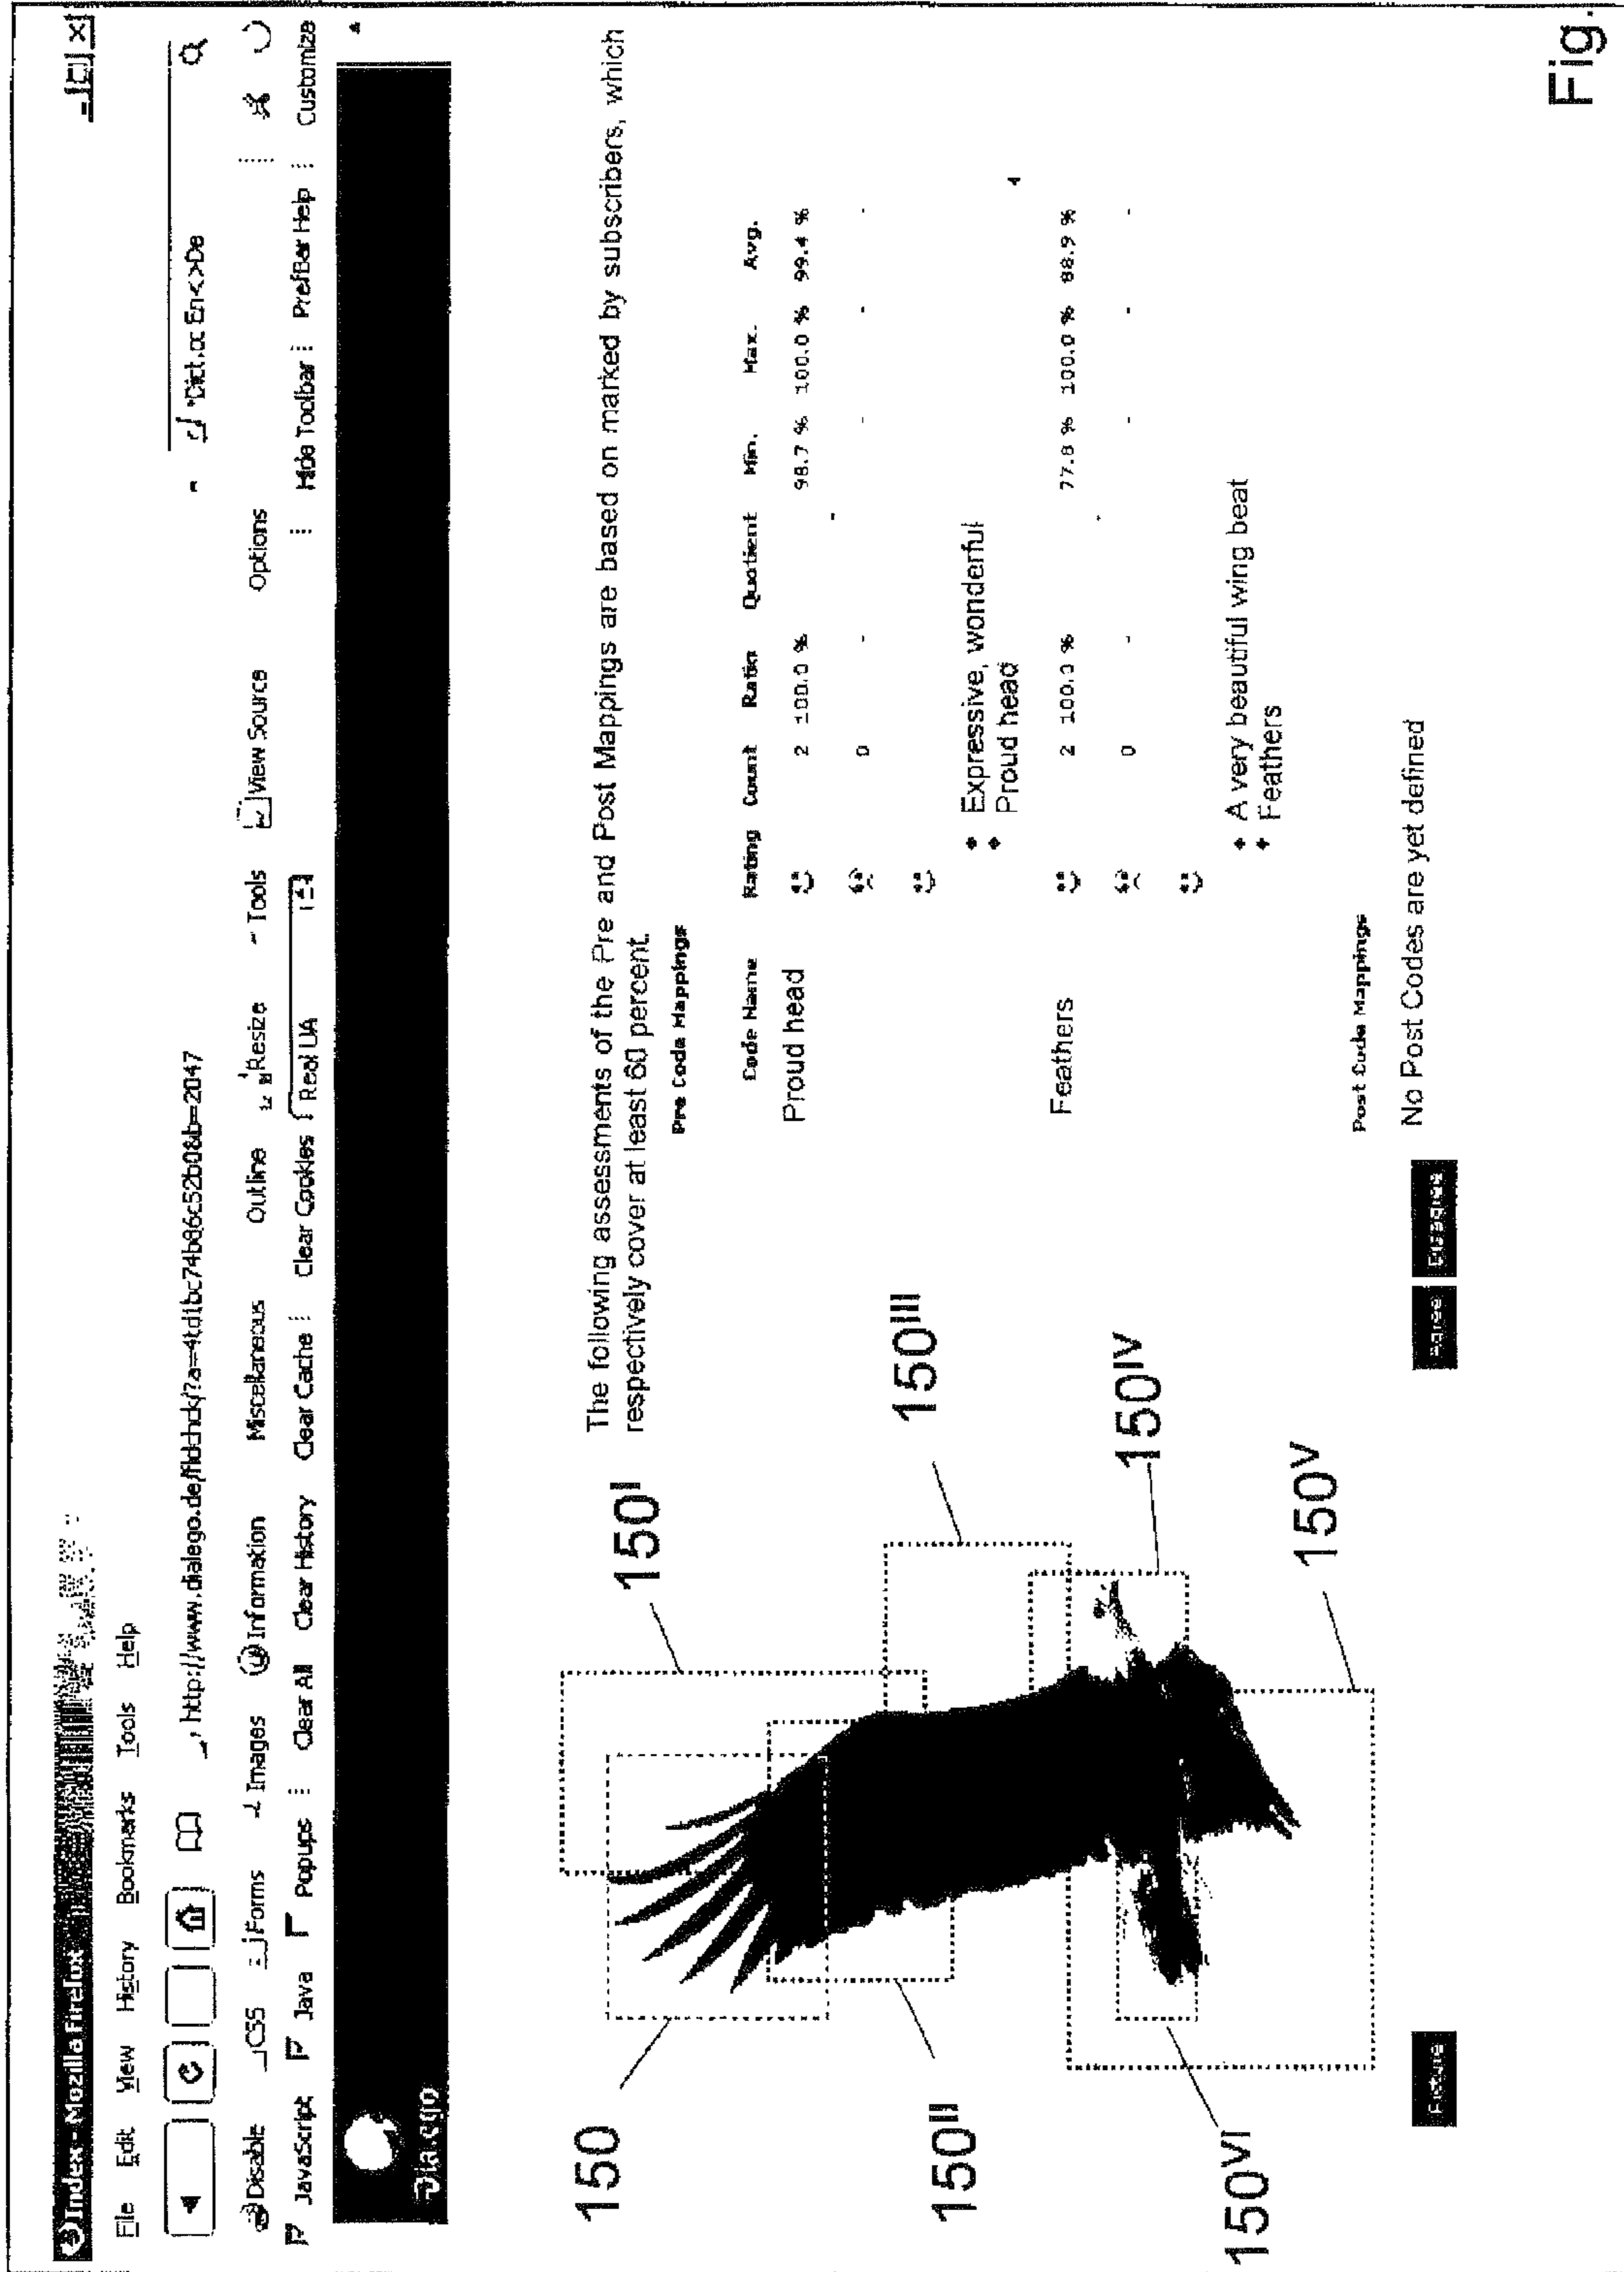 Index - Mozilla Firefox
File Edit View History Bookmarks Tools Help
http://www.dialego.de/fldchck/?a=4td1bc74b86c52b0&b=2047
*Dict.cc En<>De
Disable CSS Forms Images Information Miscellaneous Outline Resize Tools View Source Options
JavaScript Java Popups Clear All Clear History Clear Cache Clear Cookies Real UA Hide Toolbar PrefBar Help Customize
Dialego
The following assessments of the Pre and Post Mappings are based on marked by subscribers, which
respectively cover at least 60 percent.
Pre Code Mappings
Code Name Rating Count Ratio Quotient Min. Max. Avg.
Proud head 2 100.0 % 98.7 % 100.0 % 99.4 %
0 - - - -
Expressive, wonderful
Proud head
Feathers 2 100.0 % 77.8 % 100.0 % 88.9 %
0 - - - -
A very beautiful wing beat
Feathers
Post Code Mappings
No Post Codes are yet defined
150
150I
150II
150III
150IV
150V
150VI
Picture Agree Disagree
Fig.